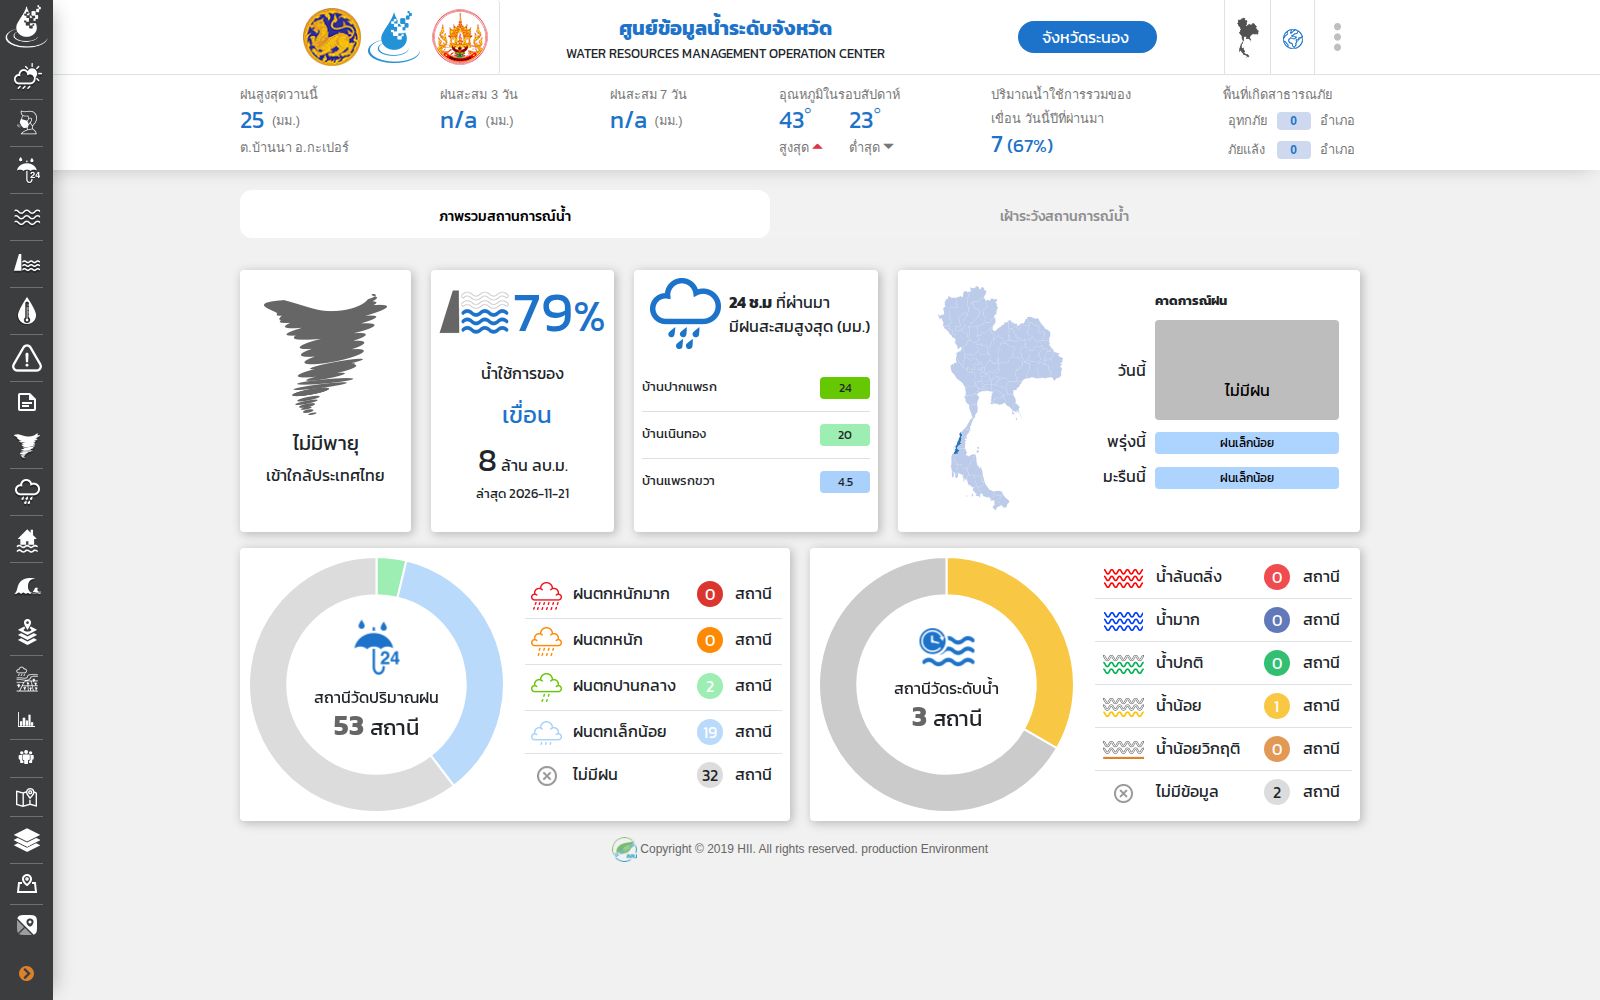 ศูนย์ข้อมูลน้ำระดับจังหวัด
WATER RESOURCES MANAGEMENT OPERATION CENTER
จังหวัดระนอง
ฝนสูงสุดวานนี้
25 (มม.)
ต.บ้านนา อ.กะเปอร์
ฝนสะสม 3 วัน
n/a (มม.)
ฝนสะสม 7 วัน
n/a (มม.)
อุณหภูมิในรอบสัปดาห์
43° 23°
สูงสุด ต่ำสุด
ปริมาณน้ำใช้การรวมของ
เขื่อน วันนี้ปีที่ผ่านมา
7 (67%)
พื้นที่เกิดสาธารณภัย
อุทกภัย 0 อำเภอ
ภัยแล้ง 0 อำเภอ
ภาพรวมสถานการณ์น้ำ
เฝ้าระวังสถานการณ์น้ำ
ไม่มีพายุ
เข้าใกล้ประเทศไทย
79%
น้ำใช้การของ
เขื่อน
8 ล้าน ลบ.ม.
ล่าสุด 2026-11-21
24 ช.ม ที่ผ่านมา
มีฝนสะสมสูงสุด (มม.)
บ้านปากแพรก 24
บ้านเนินทอง 20
บ้านแพรกขวา 4.5
คาดการณ์ฝน
วันนี้ ไม่มีฝน
พรุ่งนี้ ฝนเล็กน้อย
มะรืนนี้ ฝนเล็กน้อย
24
สถานีวัดปริมาณฝน
53 สถานี
ฝนตกหนักมาก 0 สถานี
ฝนตกหนัก 0 สถานี
ฝนตกปานกลาง 2 สถานี
ฝนตกเล็กน้อย 19 สถานี
ไม่มีฝน 32 สถานี
สถานีวัดระดับน้ำ
3 สถานี
น้ำล้นตลิ่ง 0 สถานี
น้ำมาก 0 สถานี
น้ำปกติ 0 สถานี
น้ำน้อย 1 สถานี
น้ำน้อยวิกฤติ 0 สถานี
ไม่มีข้อมูล 2 สถานี
Copyright © 2019 HII. All rights reserved. production Environment
24